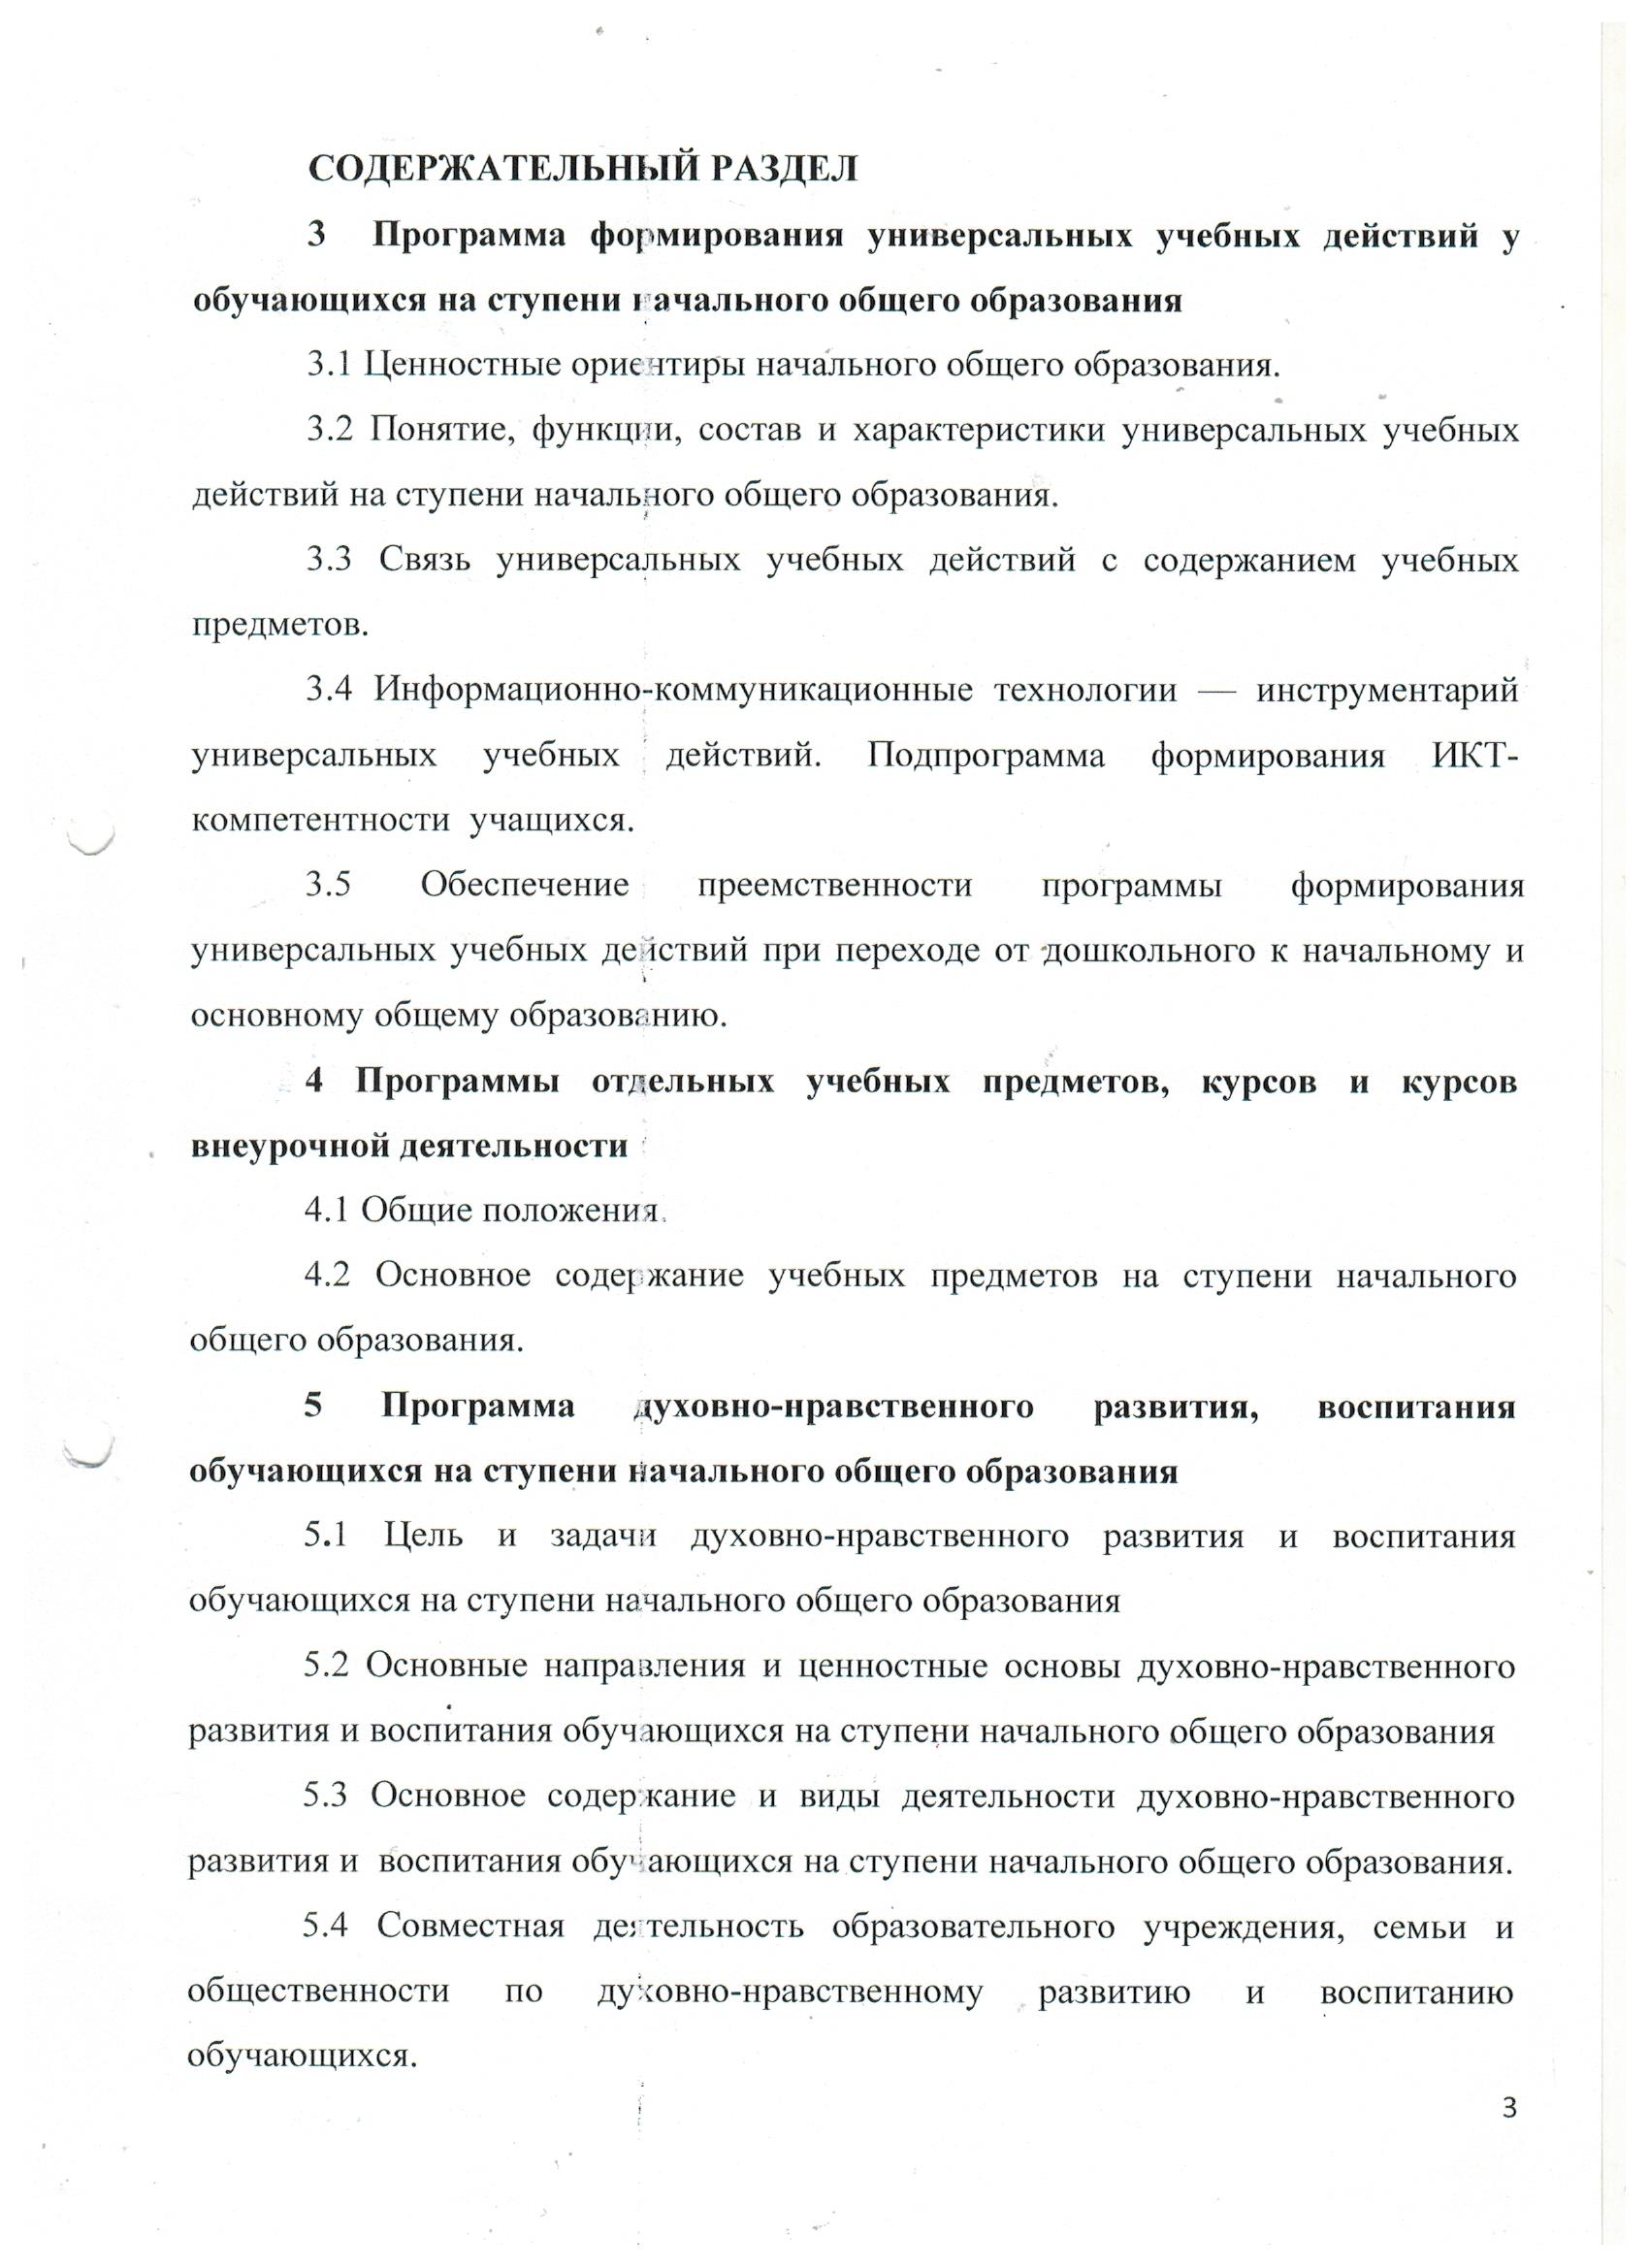 СОДЕРЖАТЕЛЬНЫЙ РАЗДЕЛ
3 Программа формирования универсальных учебных действий у
обучающихся на ступени начального общего образования
3.1 Ценностные ориентиры начального общего образования.
3.2 Понятие, функции, состав и характеристики универсальных учебных
действий на ступени начального общего образования.
3.3 Связь универсальных учебных действий с содержанием учебных
предметов.
3.4 Информационно-коммуникационные технологии — инструментарий
универсальных учебных действий. Подпрограмма формирования ИКТ-
компетентности учащихся.
3.5 Обеспечение преемственности программы формирования
универсальных учебных действий при переходе от дошкольного к начальному и
основному общему образованию.
4 Программы отдельных учебных предметов, курсов и курсов
внеурочной деятельности
4.1 Общие положения.
4.2 Основное содержание учебных предметов на ступени начального
общего образования.
5 Программа духовно-нравственного развития, воспитания
обучающихся на ступени начального общего образования
5.1 Цель и задачи духовно-нравственного развития и воспитания
обучающихся на ступени начального общего образования
5.2 Основные направления и ценностные основы духовно-нравственного
развития и воспитания обучающихся на ступени начального общего образования
5.3 Основное содержание и виды деятельности духовно-нравственного
развития и воспитания обучающихся на ступени начального общего образования.
5.4 Совместная деятельность образовательного учреждения, семьи и
общественности по духовно-нравственному развитию и воспитанию
обучающихся.
3